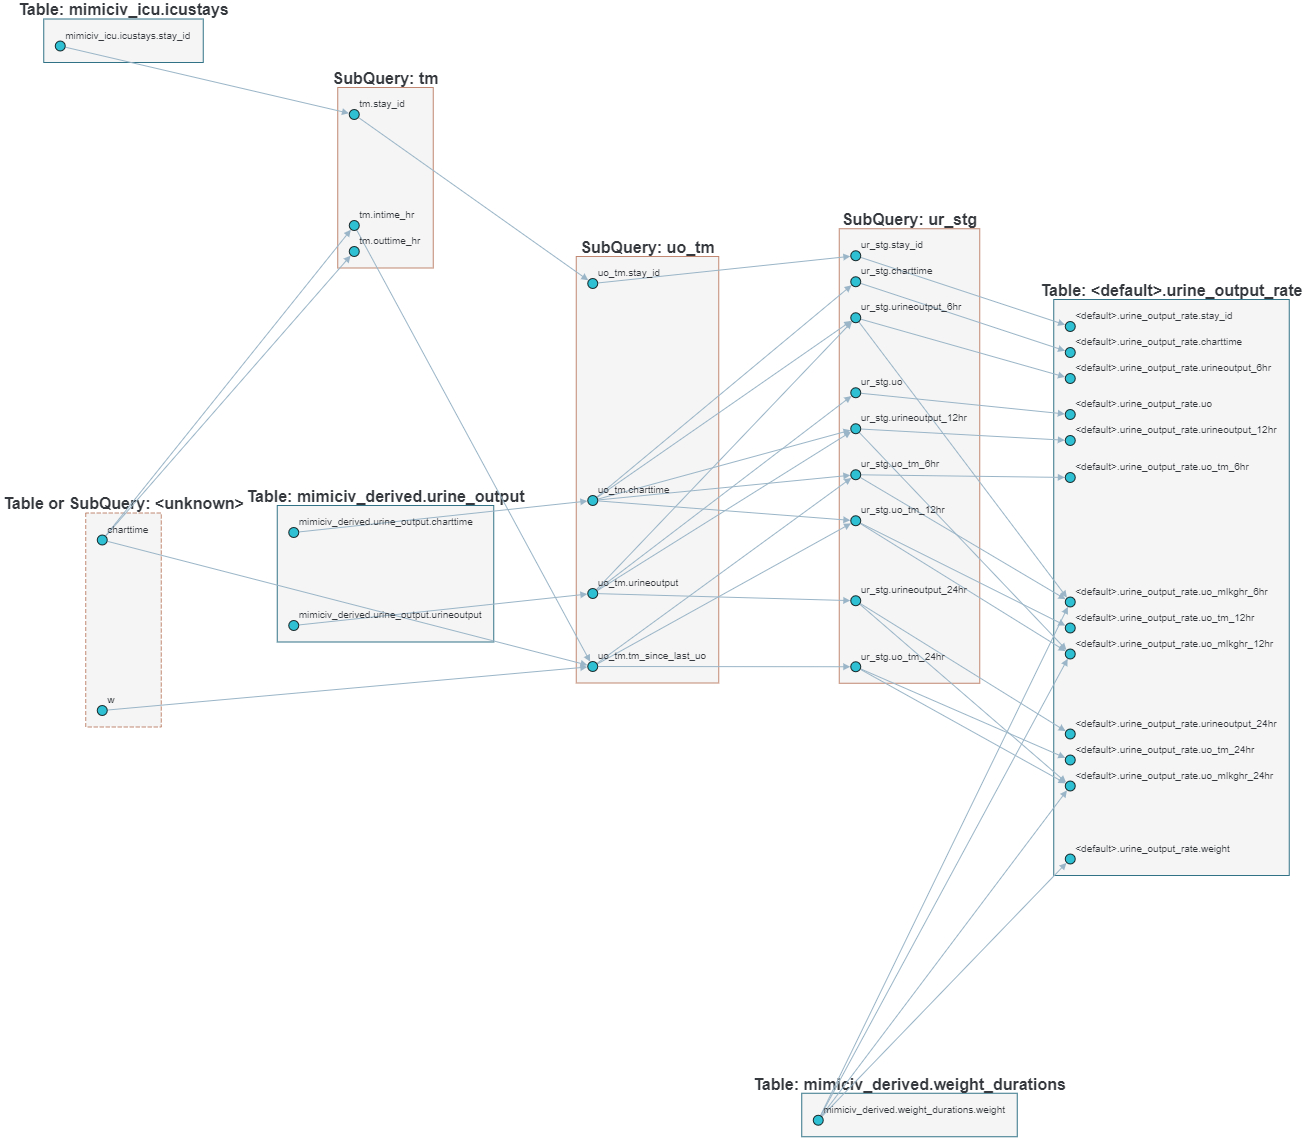 Table: mimiciv_icu.icustays
mimiciv_icu.icustays.stay_id
SubQuery: tm
tm.stay_id
tm.intime_hr
tm.outtime_hr
Table or SubQuery: <unknown>
charttime
w
Table: mimiciv_derived.urine_output
mimiciv_derived.urine_output.charttime
mimiciv_derived.urine_output.urineoutput
SubQuery: uo_tm
uo_tm.stay_id
uo_tm.charttime
uo_tm.urineoutput
uo_tm.tm_since_last_uo
SubQuery: ur_stg
ur_stg.stay_id
ur_stg.charttime
ur_stg.urineoutput_6hr
ur_stg.uo
ur_stg.urineoutput_12hr
ur_stg.uo_tm_6hr
ur_stg.uo_tm_12hr
ur_stg.urineoutput_24hr
ur_stg.uo_tm_24hr
Table: <default>.urine_output_rate
<default>.urine_output_rate.stay_id
<default>.urine_output_rate.charttime
<default>.urine_output_rate.urineoutput_6hr
<default>.urine_output_rate.uo
<default>.urine_output_rate.urineoutput_12hr
<default>.urine_output_rate.uo_tm_6hr
<default>.urine_output_rate.uo_mlkghr_6hr
<default>.urine_output_rate.uo_tm_12hr
<default>.urine_output_rate.uo_mlkghr_12hr
<default>.urine_output_rate.urineoutput_24hr
<default>.urine_output_rate.uo_tm_24hr
<default>.urine_output_rate.uo_mlkghr_24hr
<default>.urine_output_rate.weight
Table: mimiciv_derived.weight_durations
mimiciv_derived.weight_durations.weight